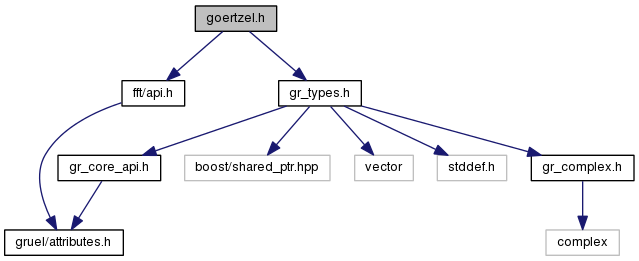 goertzel.h
fft/api.h
gr_types.h
gr_core_api.h
boost/shared_ptr.hpp
vector
stddef.h
gr_complex.h
gruel/attributes.h
complex